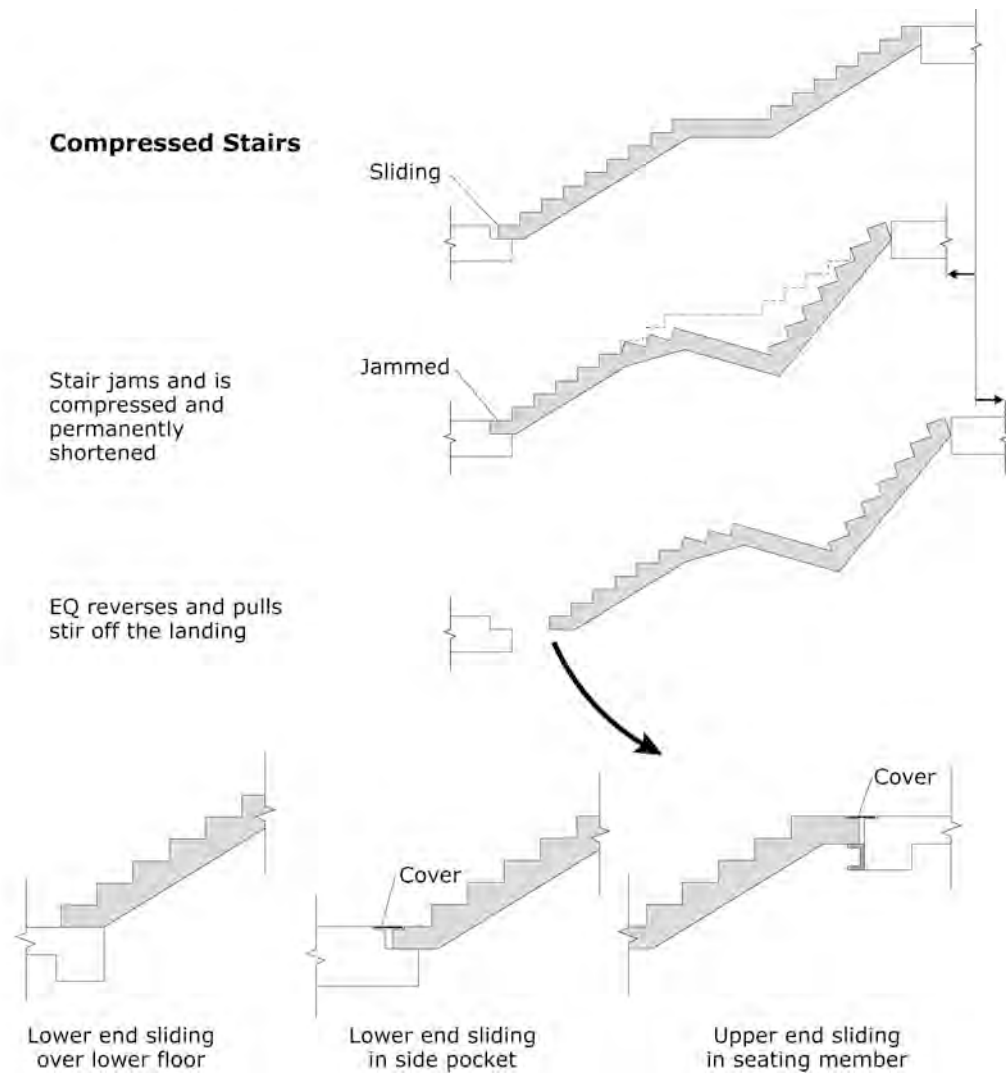 Compressed Stairs
Sliding
Stair jams and is
compressed and
permanently
shortened
Jammed
EQ reverses and pulls
stir off the landing
Cover
Cover
Lower end sliding
over lower floor
Lower end sliding
in side pocket
Upper end sliding
in seating member